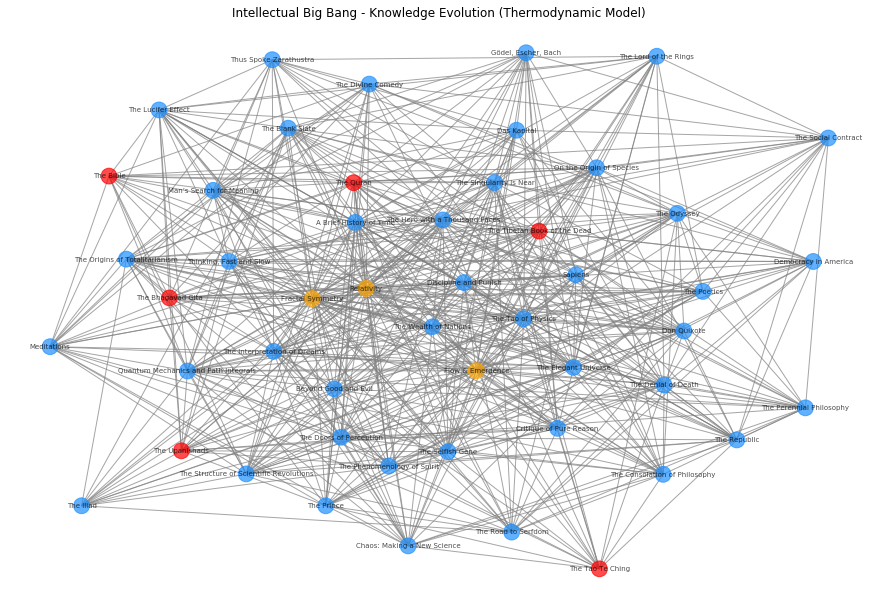 Intellectual Big Bang - Knowledge Evolution (Thermodynamic Model)
Gödel, Escher, Bach
The Lord of the Rings
Thus Spoke Zarathustra
The Divine Comedy
The Lucifer Effect
The Blank Slate
Das Kapital
The Social Contract
On the Origin of Species
The Bible
The Quran
The Singularity Is Near
Man's Search for Meaning
The Odyssey
A Brief History of Time
The Hero with a Thousand Faces
The Tibetan Book of the Dead
The Origins of Totalitarianism
Thinking, Fast and Slow
Democracy in America
Sapiens
Discipline and Punish
Relativity
The Poetics
The Bhagavad Gita
Fractal Symmetry
The Tao of Physics
The Wealth of Nations
Don Quixote
Meditations
The Interpretation of Dreams
The Elegant Universe
Quantum Mechanics and Path Integrals
Flow & Emergence
The Denial of Death
Beyond Good and Evil
The Perennial Philosophy
Critique of Pure Reason
The Doors of Perception
The Republic
The Upanishads
The Selfish Gene
The Phenomenology of Spirit
The Structure of Scientific Revolutions
The Consolation of Philosophy
The Iliad
The Prince
The Road to Serfdom
Chaos: Making a New Science
The Tao Te Ching